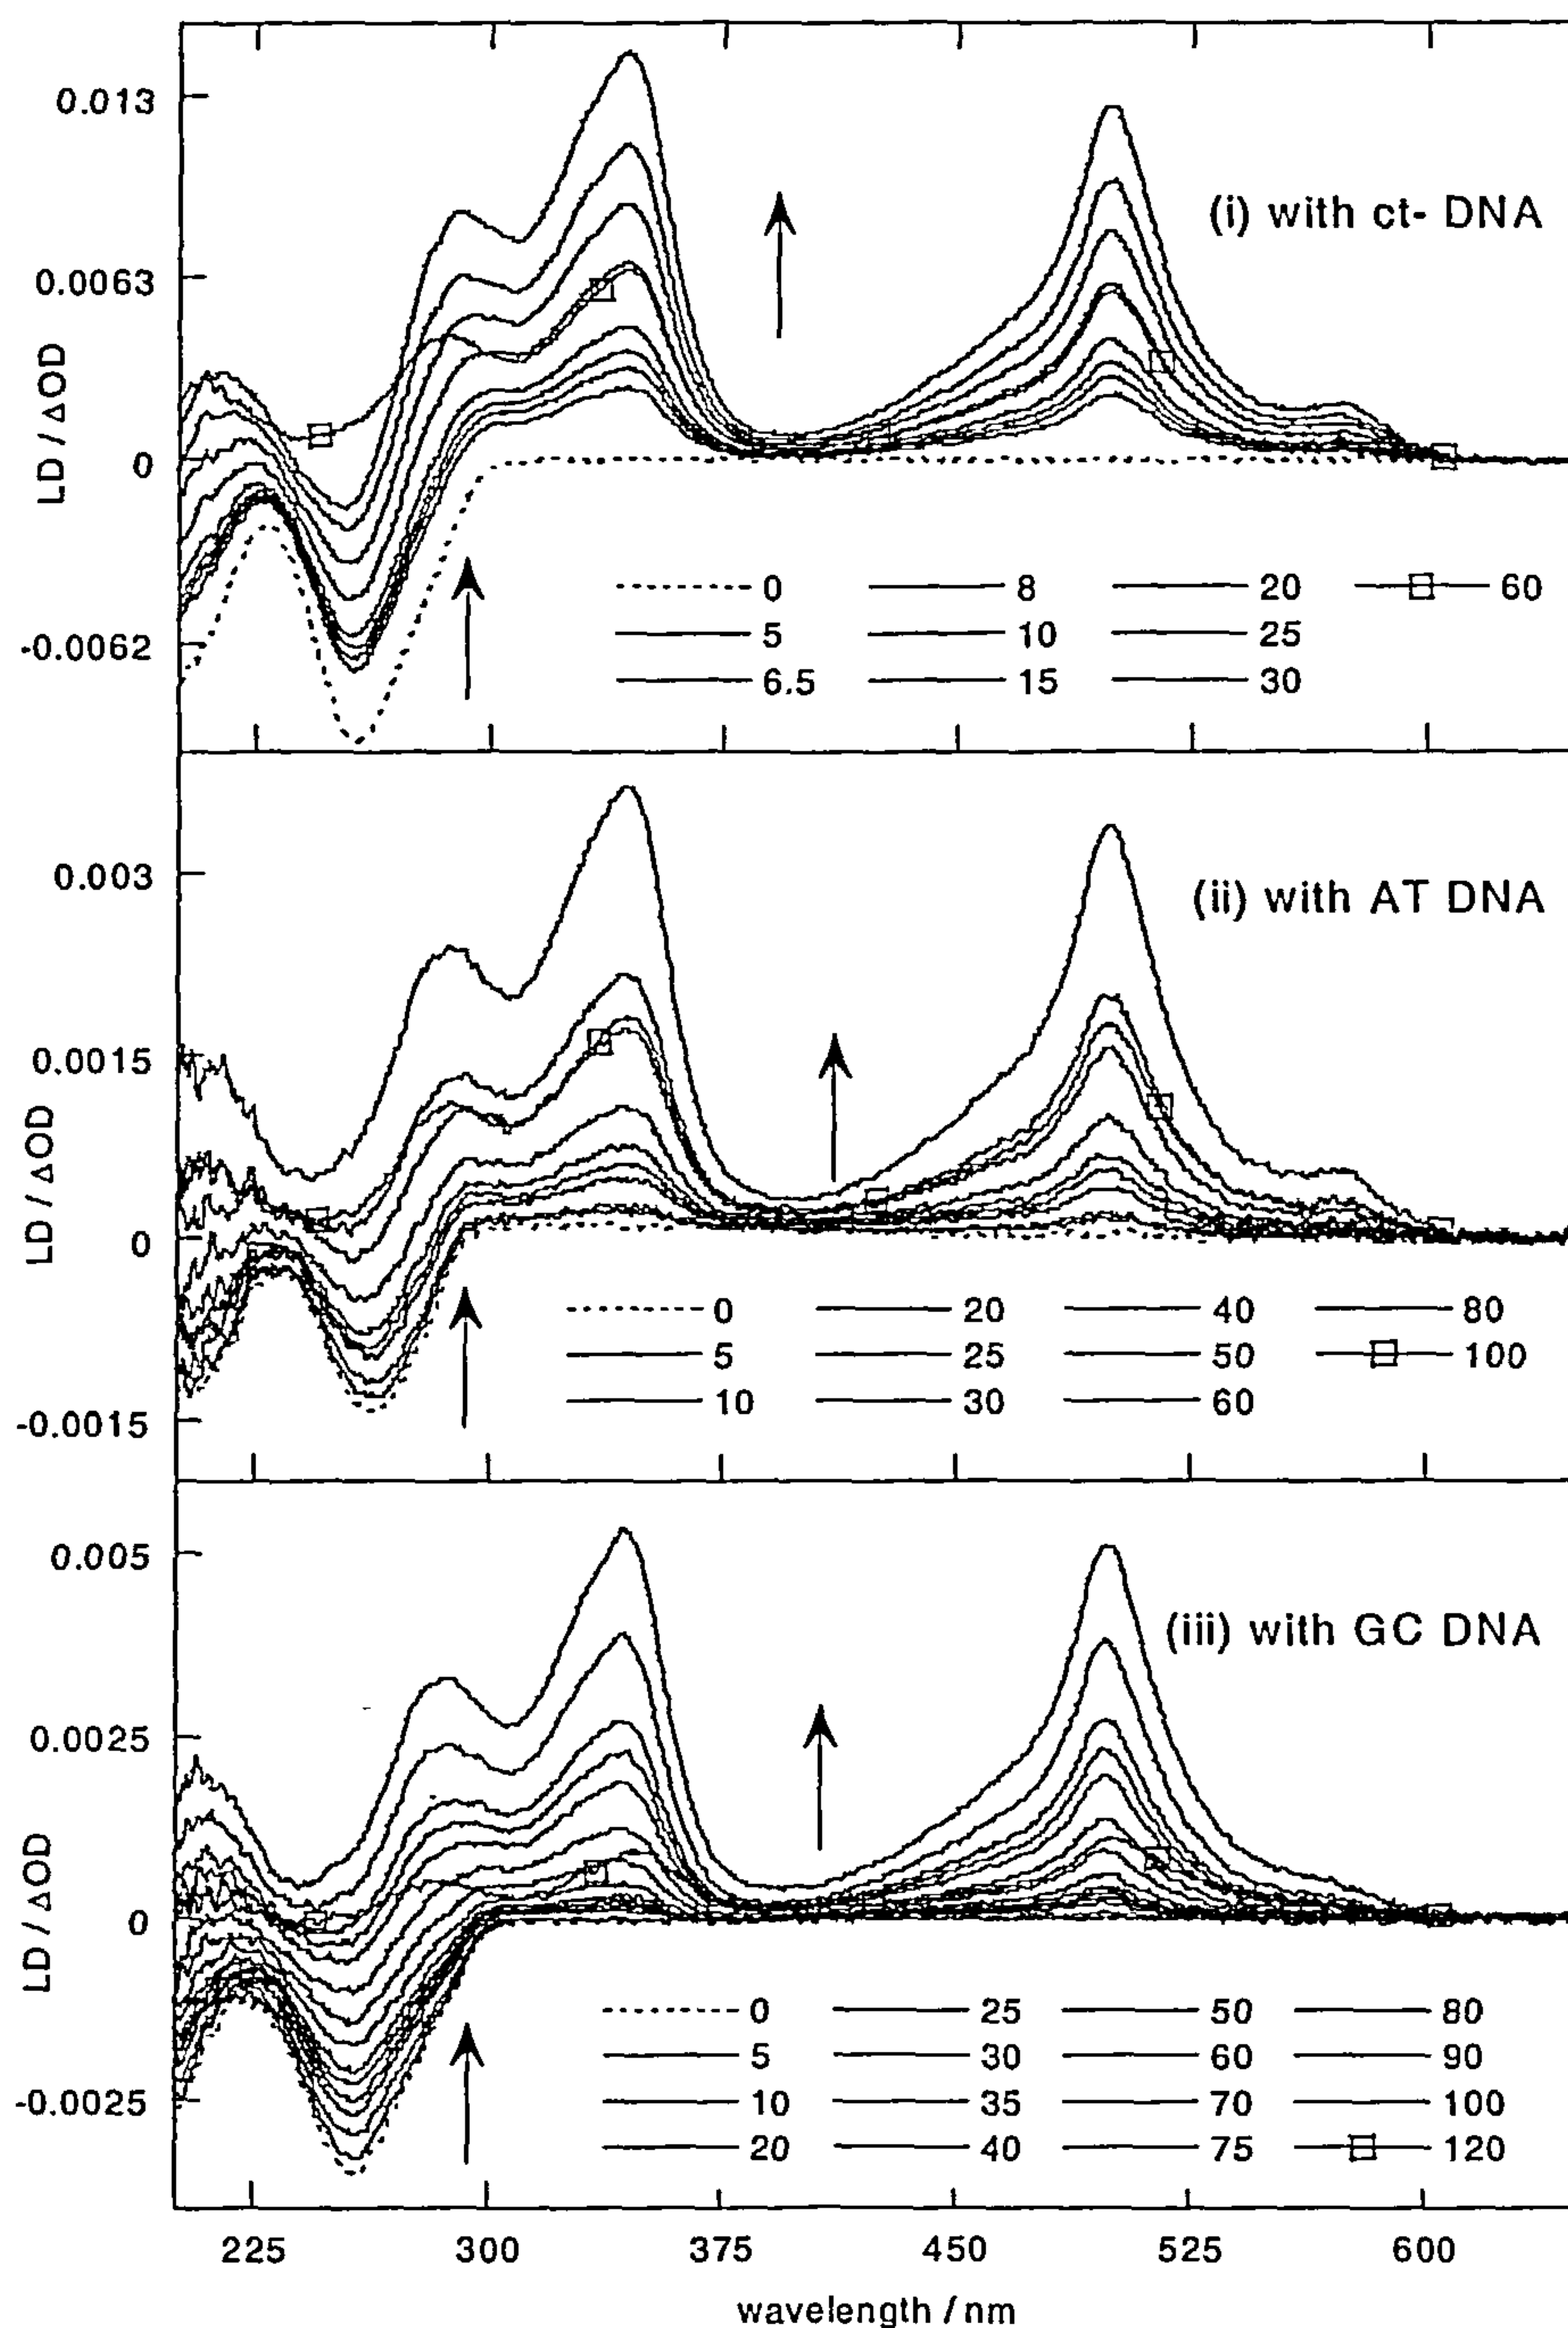 0.013
0.0063
0
-0.0062
LD / ΔOD
(i) with ct- DNA
0 8 20 60
5 10 25
6.5 15 30
0.003
0.0015
0
-0.0015
LD / ΔOD
(ii) with AT DNA
0 20 40 80
5 25 50 100
10 30 60
0.005
0.0025
0
-0.0025
LD / ΔOD
(iii) with GC DNA
0 25 50 80
5 30 60 90
10 35 70 100
20 40 75 120
225 300 375 450 525 600
wavelength / nm